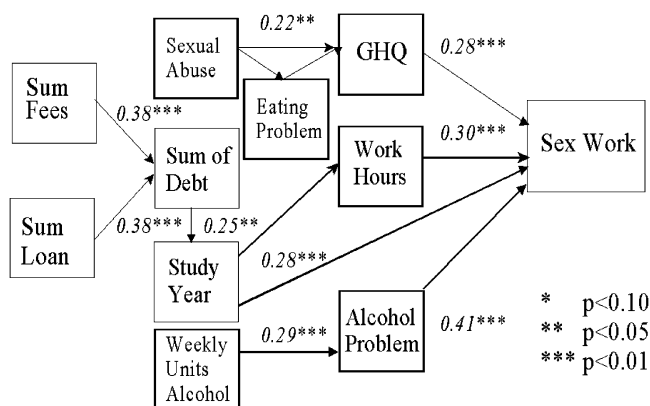 0.22**
Sexual
Abuse
GHQ
0.28***
Sum
Fees
0.38***
Eating
Problem
Sum of
Debt
Work
Hours
0.30***
Sex Work
Sum
Loan
0.38***
0.25**
Study
Year
0.28***
Weekly
Units
Alcohol
0.29***
Alcohol
Problem
0.41***
* p<0.10
** p<0.05
*** p<0.01